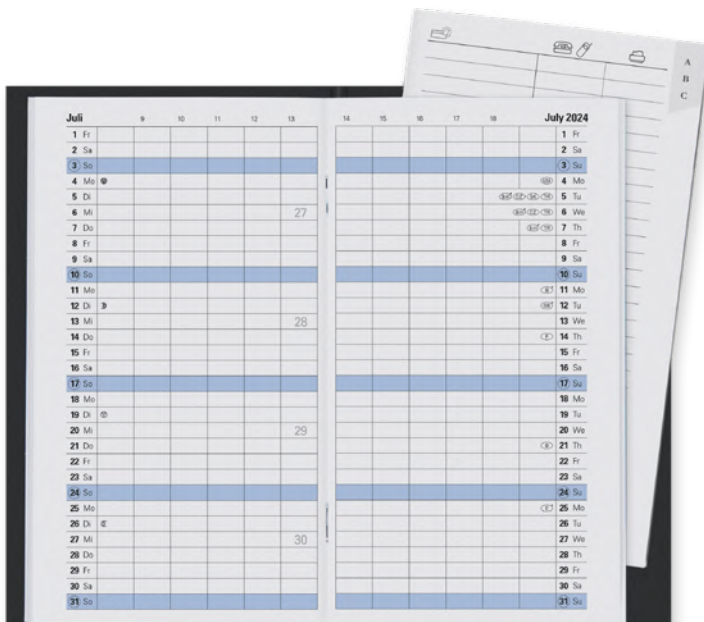 A
B
C
Juli 9 10 11 12 13
1 Fr
2 Sa
3 So
4 Mo
5 Di
6 Mi 27
7 Do
8 Fr
9 Sa
10 So
11 Mo
12 Di
13 Mi 28
14 Do
15 Fr
16 Sa
17 So
18 Mo
19 Di
20 Mi 29
21 Do
22 Fr
23 Sa
24 So
25 Mo
26 Di
27 Mi 30
28 Do
29 Fr
30 Sa
31 So
14 15 16 17 18 July 2024
1 Fr
2 Sa
3 Su
4 Mo
5 Tu
6 We
7 Th
8 Fr
9 Sa
10 Su
11 Mo
12 Tu
13 We
14 Th
15 Fr
16 Sa
17 Su
18 Mo
19 Tu
20 We
21 Th
22 Fr
23 Sa
24 Su
25 Mo
26 Tu
27 We
28 Th
29 Fr
30 Sa
31 Su